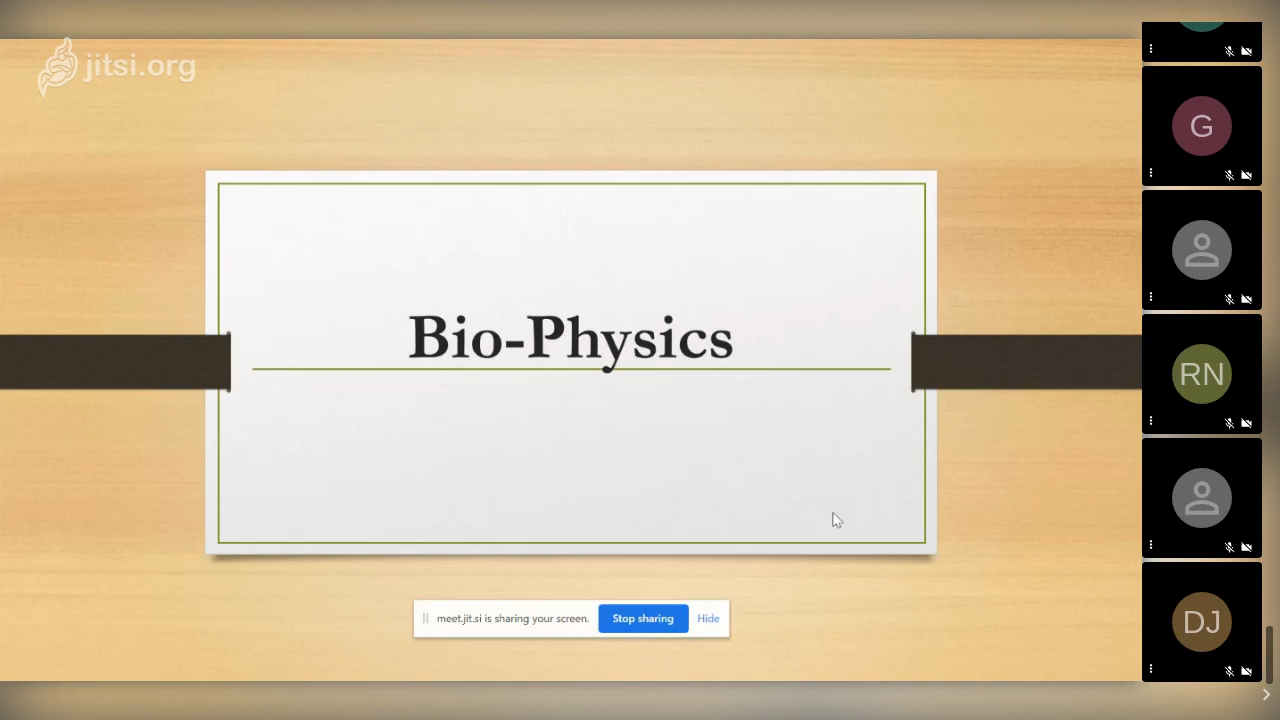 jitsi.org
G
Bio-Physics
RN
meet.jit.si is sharing your screen. Stop sharing Hide
DJ